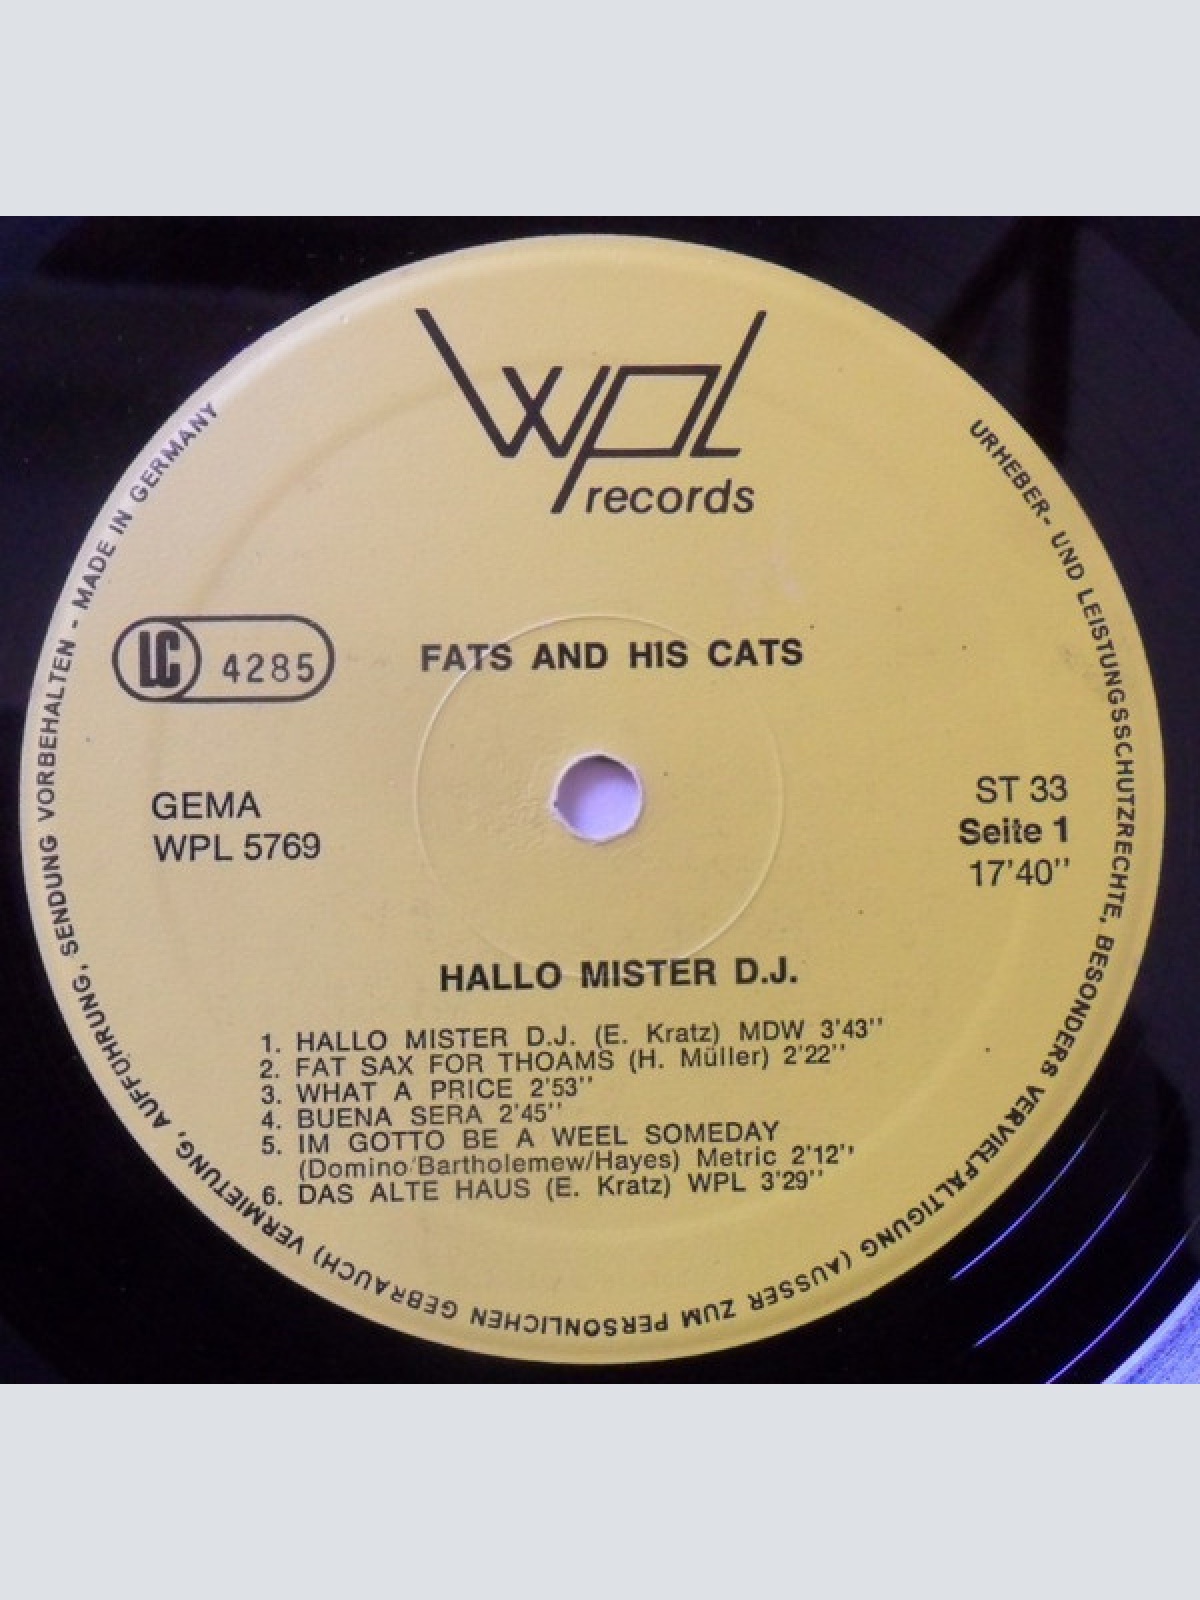 wpl
records
LC 4285
FATS AND HIS CATS
GEMA
WPL 5769
ST 33
Seite 1
17'40''
HALLO MISTER D.J.
1. HALLO MISTER D.J. (E. Kratz) MDW 3'43''
2. FAT SAX FOR THOAMS (H. Müller) 2'22''
3. WHAT A PRICE 2'53''
4. BUENA SERA 2'45''
5. IM GOTTO BE A WEEL SOMEDAY
(Domino/Bartholemew/Hayes) Metric 2'12''
6. DAS ALTE HAUS (E. Kratz) WPL 3'29''
URHEBER- UND LEISTUNGSSCHUTZRECHTE, BESONDERS VERVIELFÄLTIGUNG (AUSSER ZUM PERSÖNLICHEN GEBRAUCH) VERMIETUNG, AUFFÜHRUNG, SENDUNG VORBEHALTEN - MADE IN GERMANY